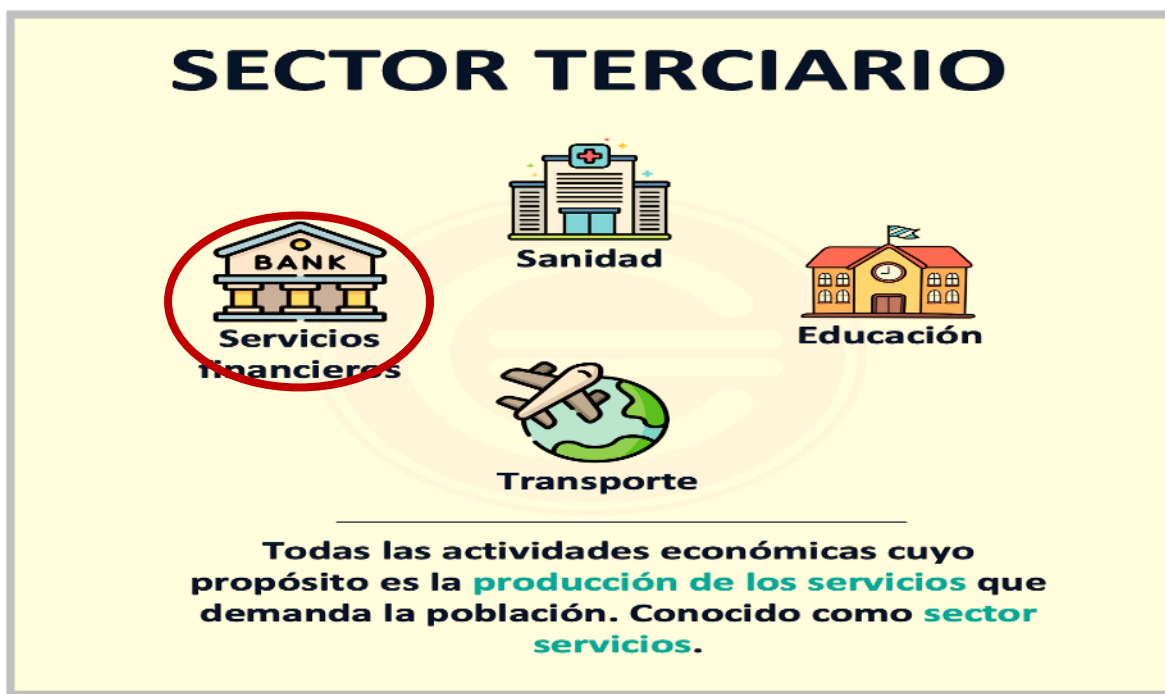 SECTOR TERCIARIO
Sanidad
BANK
Servicios
financieros
Educación
Transporte
Todas las actividades económicas cuyo
propósito es la producción de los servicios que
demanda la población. Conocido como sector
servicios.